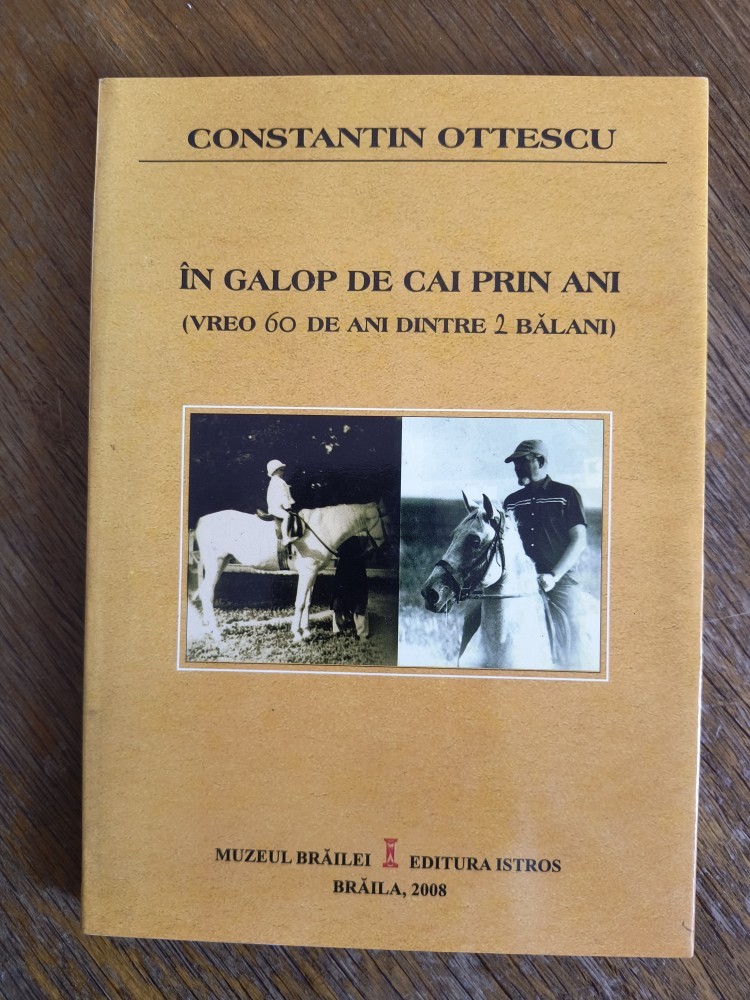 CONSTANTIN OTTESCU
ÎN GALOP DE CAI PRIN ANI
(VREO 60 DE ANI DINTRE 2 BĂLANI)
MUZEUL BRĂILEI EDITURA ISTROS
BRĂILA, 2008